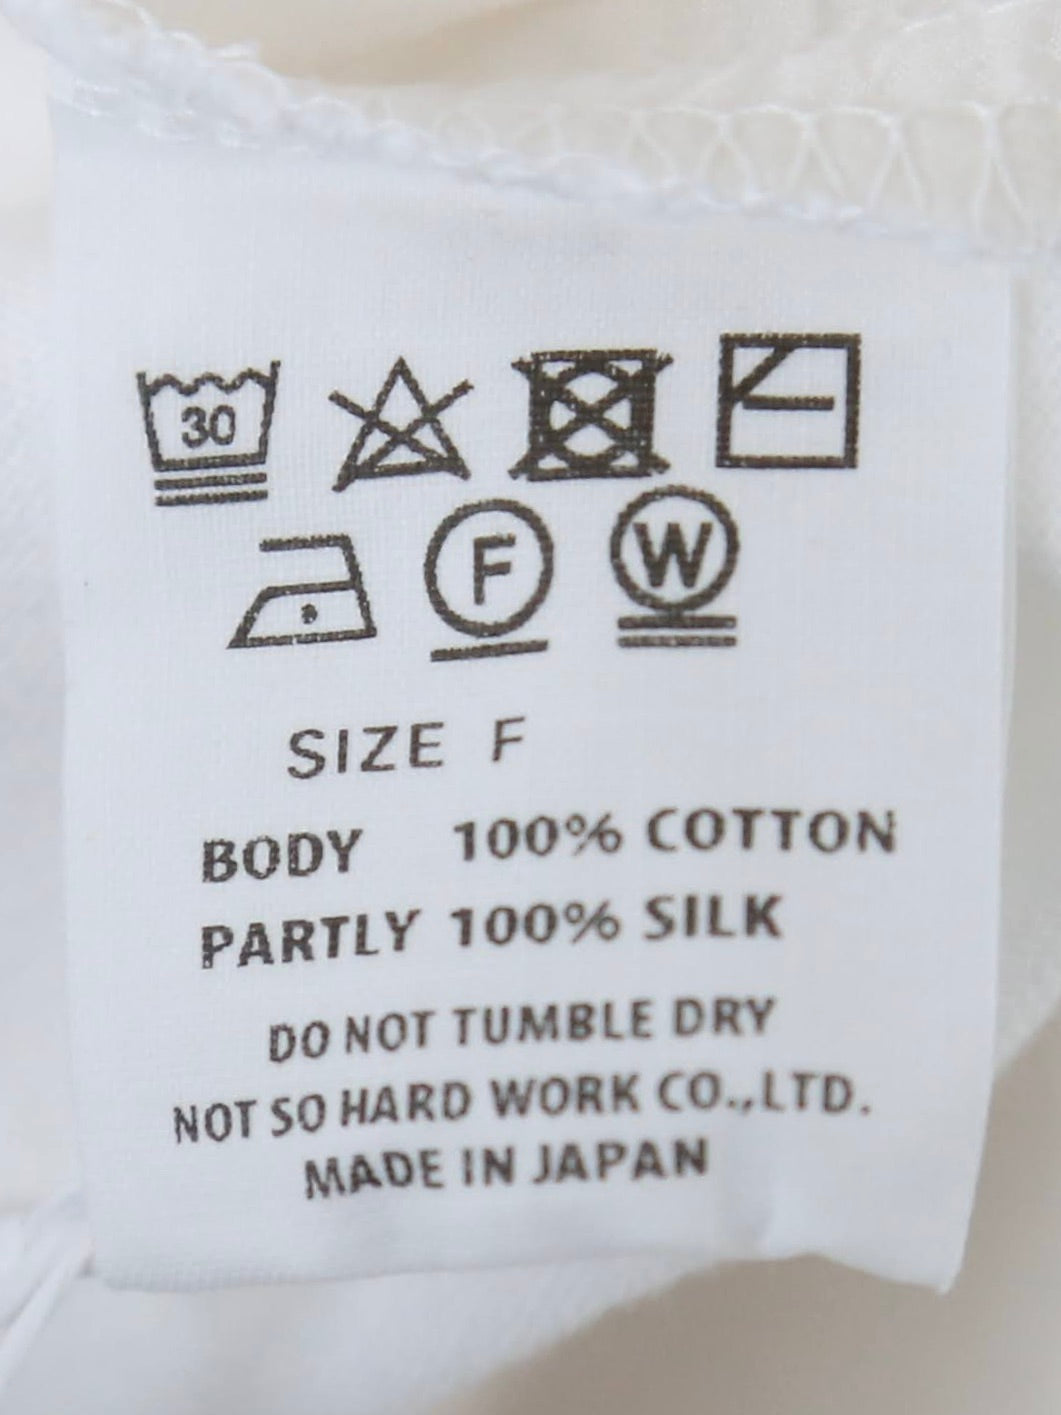 30
F W
SIZE F
BODY 100% COTTON
PARTLY 100% SILK
DO NOT TUMBLE DRY
NOT SO HARD WORK CO.,LTD.
MADE IN JAPAN